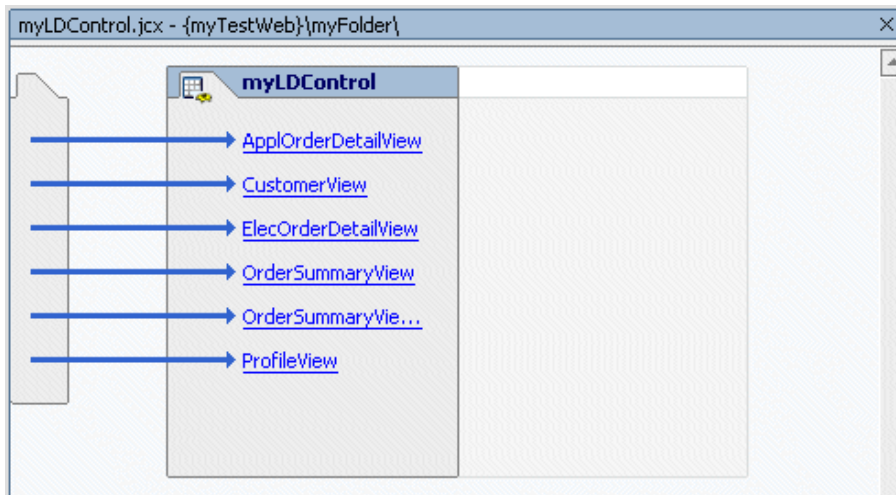 myLDControl.jcx - {myTestWeb}\myFolder\
myLDControl
ApplOrderDetailView
CustomerView
ElecOrderDetailView
OrderSummaryView
OrderSummaryVie...
ProfileView